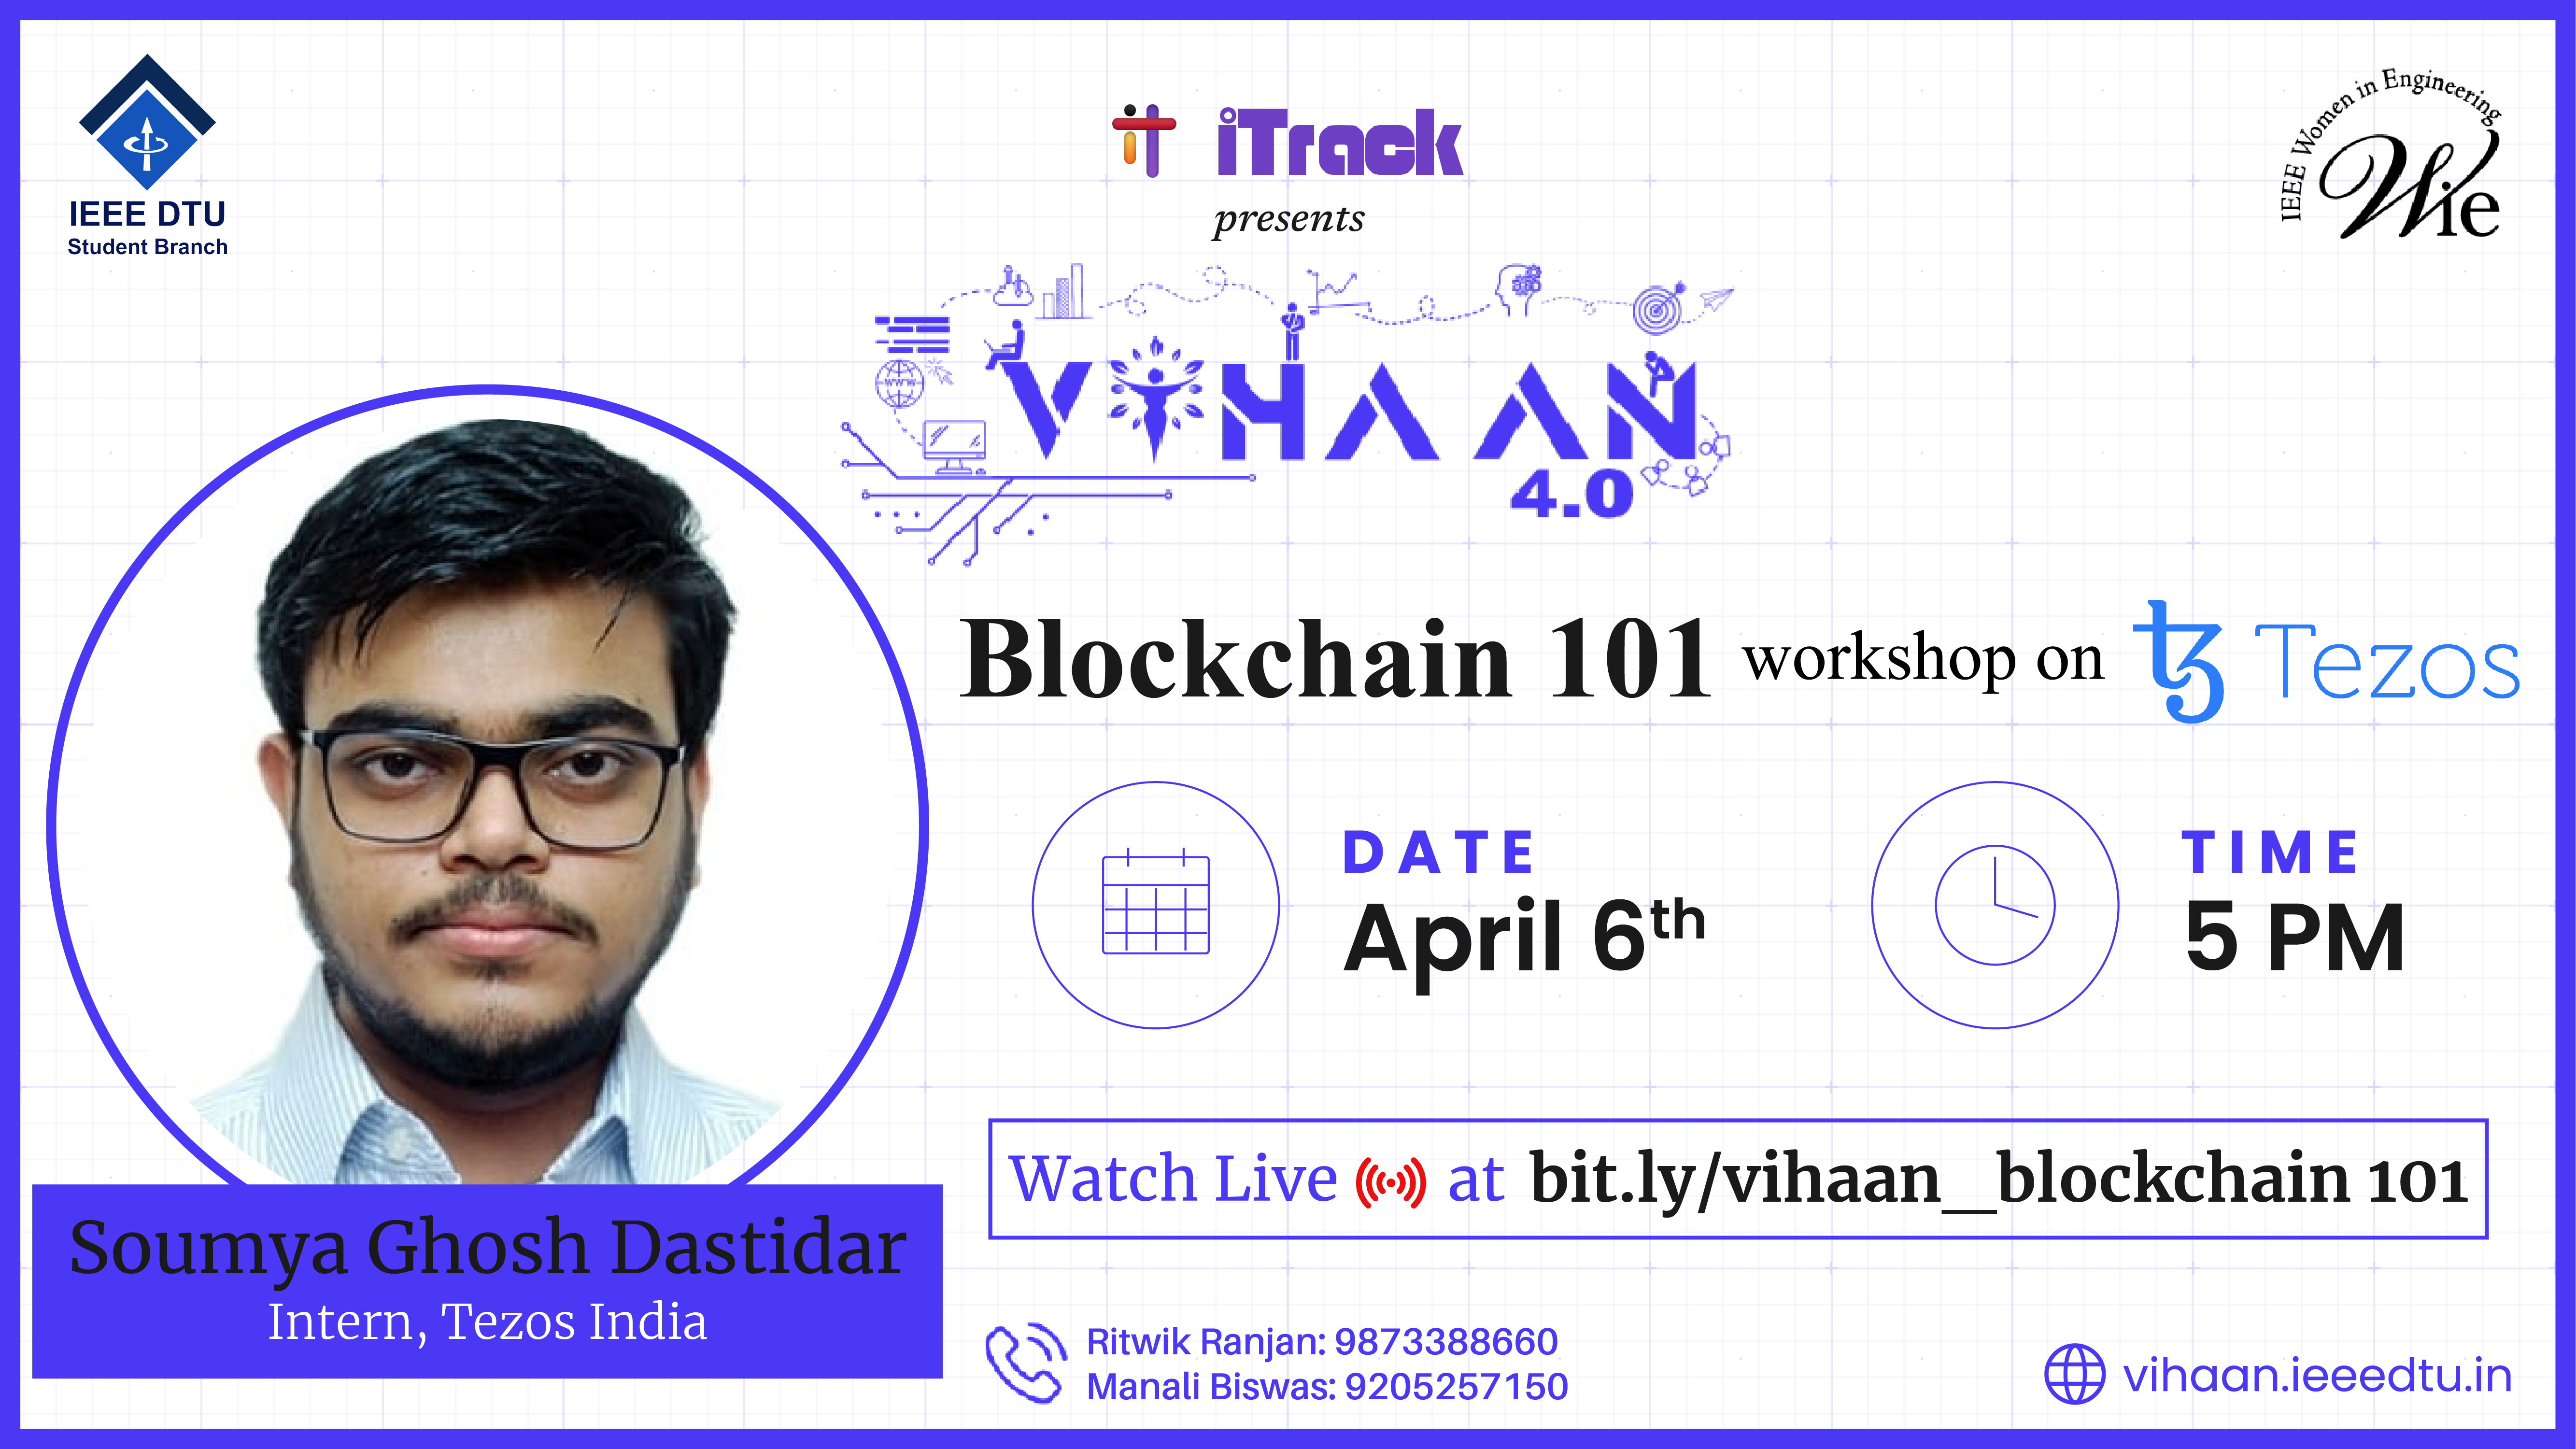 IEEE DTU
Student Branch
iTrack
presents
IEEE Women in Engineering
Wie
www
VIHAAN
4.0
Blockchain 101 workshop on Tezos
DATE
April 6th
TIME
5 PM
Watch Live at bit.ly/vihaan__blockchain 101
Soumya Ghosh Dastidar
Intern, Tezos India
Ritwik Ranjan: 9873388660
Manali Biswas: 9205257150
vihaan.ieeedtu.in